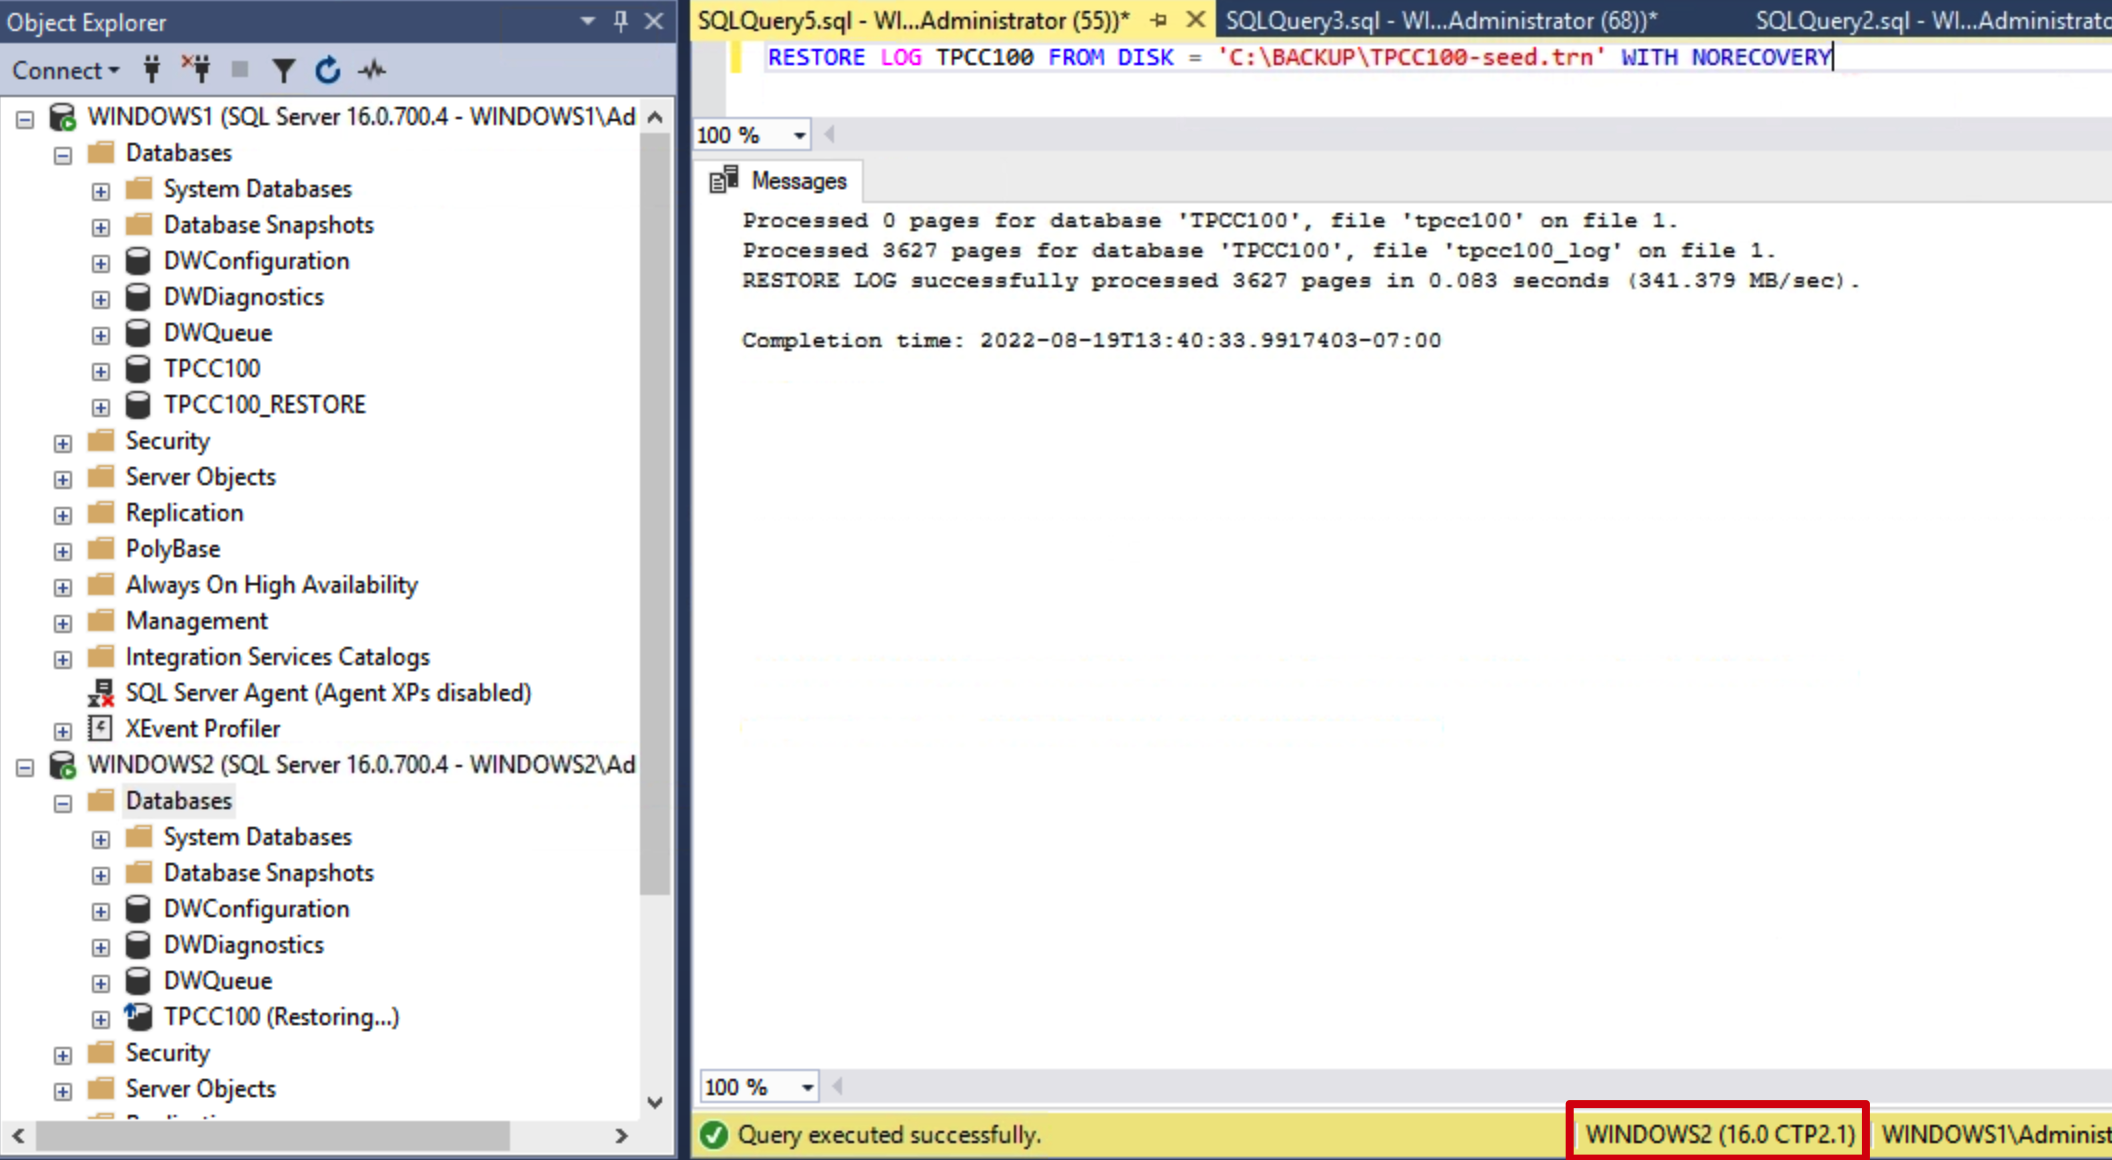 Object Explorer
Connect
WINDOWS1 (SQL Server 16.0.700.4 - WINDOWS1\Ad
Databases
System Databases
Database Snapshots
DWConfiguration
DWDiagnostics
DWQueue
TPCC100
TPCC100_RESTORE
Security
Server Objects
Replication
PolyBase
Always On High Availability
Management
Integration Services Catalogs
SQL Server Agent (Agent XPs disabled)
XEvent Profiler
WINDOWS2 (SQL Server 16.0.700.4 - WINDOWS2\Ad
Databases
System Databases
Database Snapshots
DWConfiguration
DWDiagnostics
DWQueue
TPCC100 (Restoring...)
Security
Server Objects
SQLQuery5.sql - WI...Administrator (55))*
SQLQuery3.sql - WI...Administrator (68))*
SQLQuery2.sql - WI...Administrato
RESTORE LOG TPCC100 FROM DISK = 'C:\BACKUP\TPCC100-seed.trn' WITH NORECOVERY
100 %
Messages
Processed 0 pages for database 'TPCC100', file 'tpcc100' on file 1.
Processed 3627 pages for database 'TPCC100', file 'tpcc100_log' on file 1.
RESTORE LOG successfully processed 3627 pages in 0.083 seconds (341.379 MB/sec).
Completion time: 2022-08-19T13:40:33.9917403-07:00
100 %
Query executed successfully.
WINDOWS2 (16.0 CTP2.1)
WINDOWS1\Administ